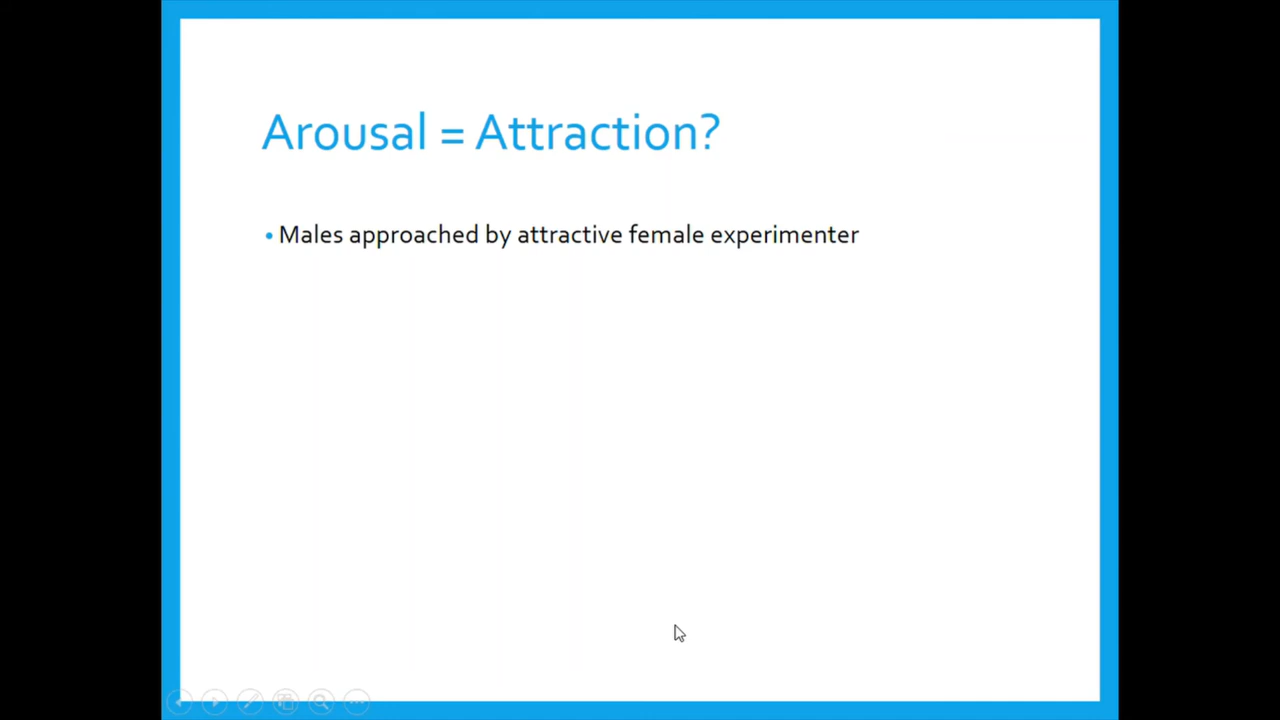 Arousal = Attraction?
• Males approached by attractive female experimenter